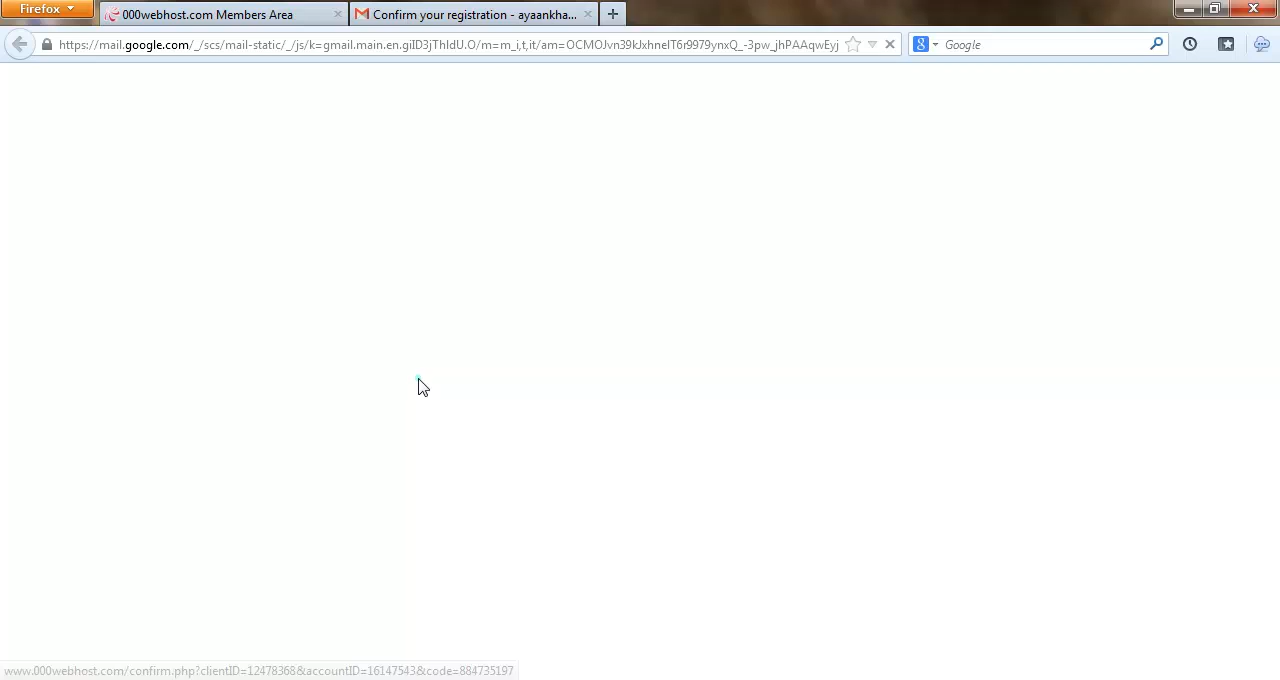 Firefox
000webhost.com Members Area
Confirm your registration - ayaankha...
https://mail.google.com/_/scs/mail-static/_/js/k=gmail.main.en.giID3jThIdU.O/m=m_i,t,it/am=OCMOJvn39kJxhneIT6r9979ynxQ_-3pw_jhPAAqwEyj
Google
www.000webhost.com/confirm.php?clientID=12478368&accountID=16147543&code=884735197